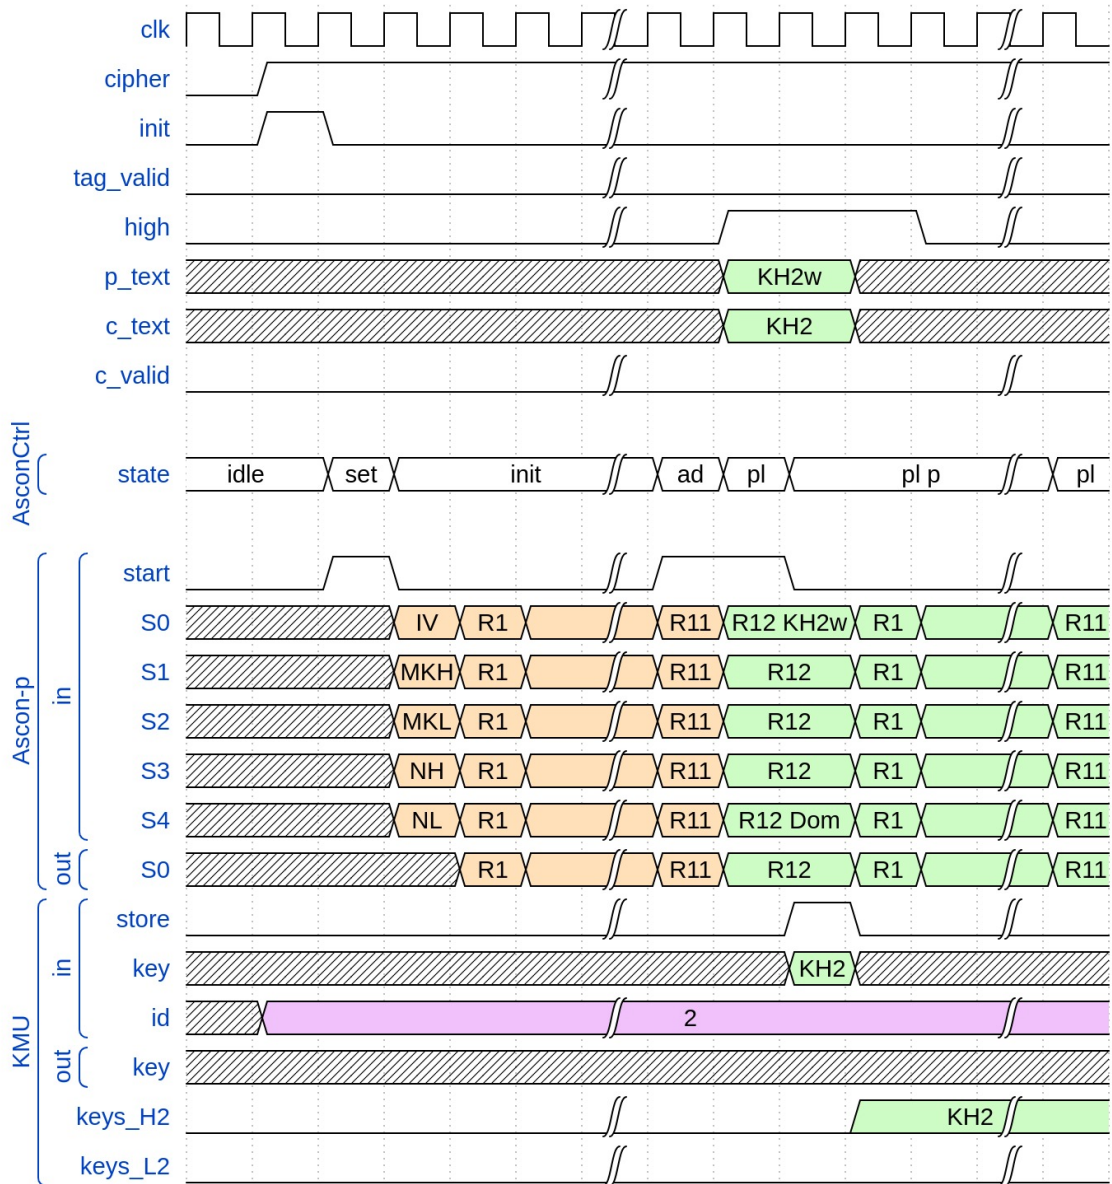 clk
cipher
init
tag_valid
high
p_text KH2w
c_text KH2
c_valid
AsconCtrl
state idle set init ad pl pl p pl
Ascon-p
in
start
S0 IV R1 R11 R12 KH2w R1 R11
S1 MKH R1 R11 R12 R1 R11
S2 MKL R1 R11 R12 R1 R11
S3 NH R1 R11 R12 R1 R11
S4 NL R1 R11 R12 Dom R1 R11
out
S0 R1 R11 R12 R1 R11
KMU
in
store
key KH2
id 2
out
key
keys_H2 KH2
keys_L2